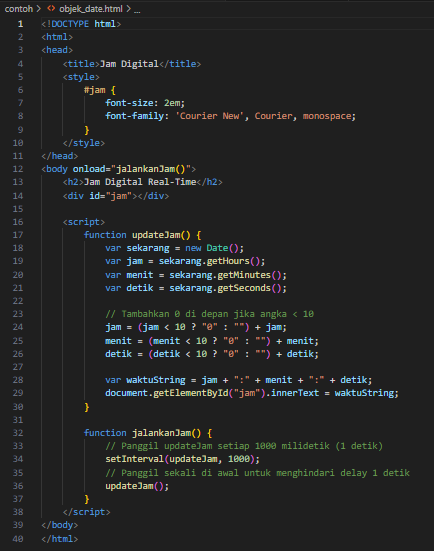 contoh > objek_date.html > ...
1 <!DOCTYPE html>
2 <html>
3 <head>
4     <title>Jam Digital</title>
5     <style>
6         #jam {
7             font-size: 2em;
8             font-family: 'Courier New', Courier, monospace;
9         }
10     </style>
11 </head>
12 <body onload="jalankanJam()">
13     <h2>Jam Digital Real-Time</h2>
14     <div id="jam"></div>
15
16     <script>
17         function updateJam() {
18             var sekarang = new Date();
19             var jam = sekarang.getHours();
20             var menit = sekarang.getMinutes();
21             var detik = sekarang.getSeconds();
22
23             // Tambahkan 0 di depan jika angka < 10
24             jam = (jam < 10 ? "0" : "") + jam;
25             menit = (menit < 10 ? "0" : "") + menit;
26             detik = (detik < 10 ? "0" : "") + detik;
27
28             var waktuString = jam + ":" + menit + ":" + detik;
29             document.getElementById("jam").innerText = waktuString;
30         }
31
32         function jalankanJam() {
33             // Panggil updateJam setiap 1000 milidetik (1 detik)
34             setInterval(updateJam, 1000);
35             // Panggil sekali di awal untuk menghindari delay 1 detik
36             updateJam();
37         }
38     </script>
39 </body>
40 </html>